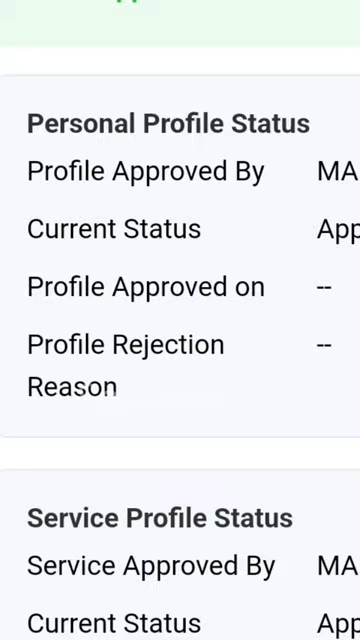 Personal Profile Status
Profile Approved By MA
Current Status App
Profile Approved on --
Profile Rejection Reason --
Service Profile Status
Service Approved By MA
Current Status App